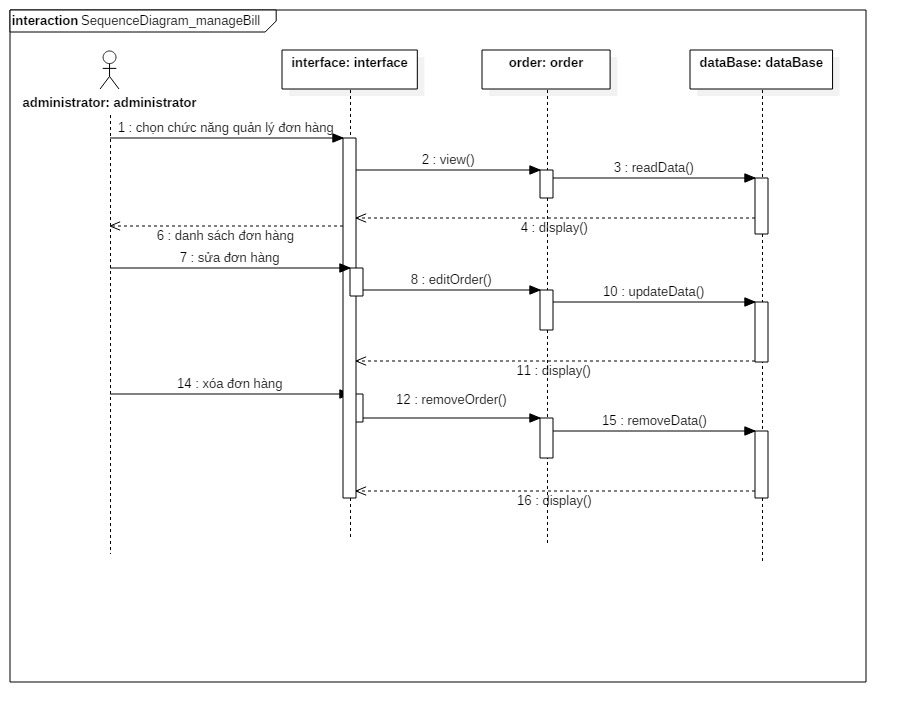 interaction SequenceDiagram_manageBill
interface: interface
order: order
dataBase: dataBase
administrator: administrator
1 : chọn chức năng quản lý đơn hàng
2 : view()
3 : readData()
4 : display()
6 : danh sách đơn hàng
7 : sửa đơn hàng
8 : editOrder()
10 : updateData()
11 : display()
14 : xóa đơn hàng
12 : removeOrder()
15 : removeData()
16 : display()